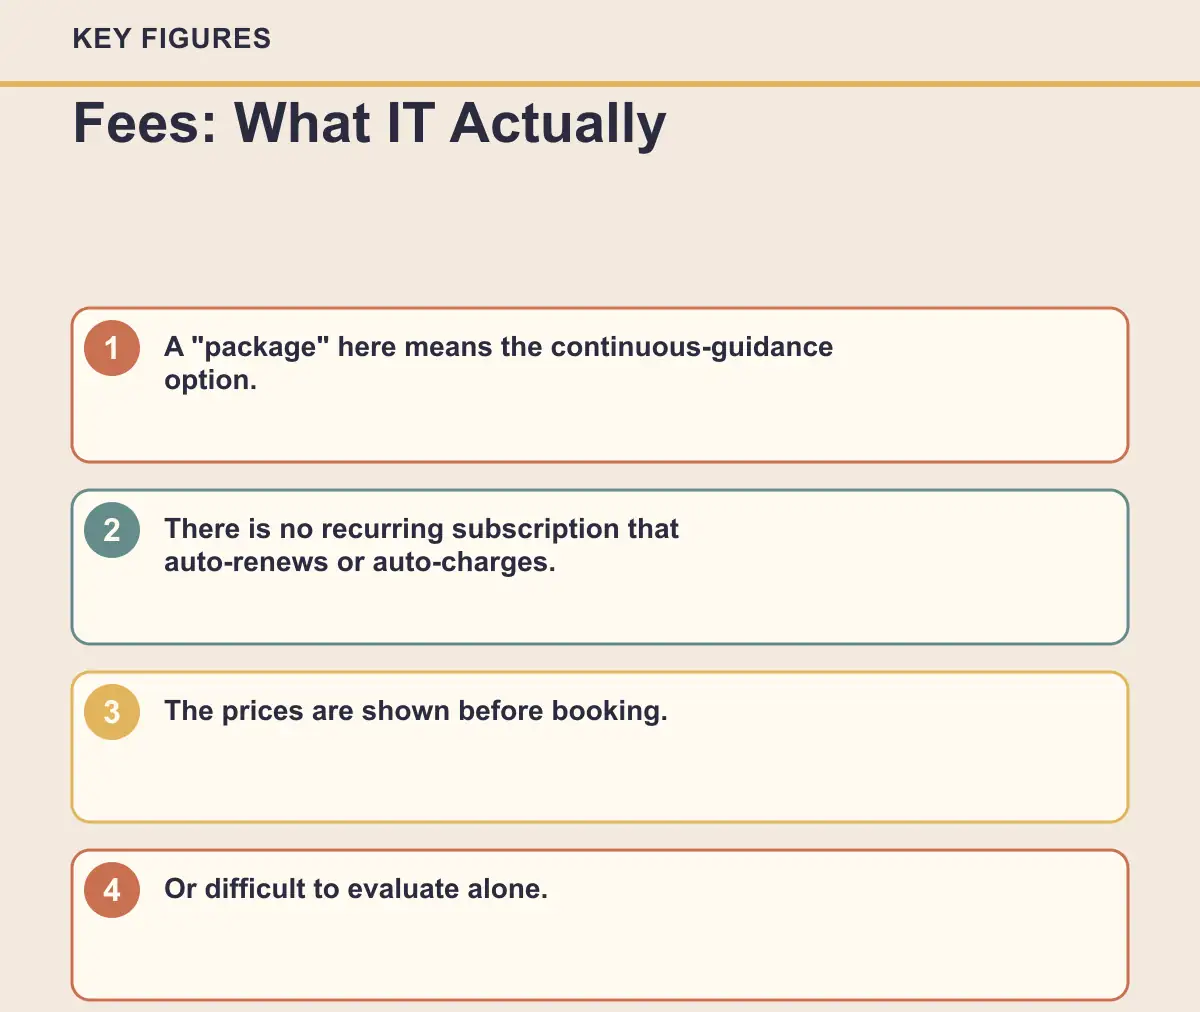 KEY FIGURES
Fees: What IT Actually
1
A "package" here means the continuous-guidance
option.
2
There is no recurring subscription that
auto-renews or auto-charges.
3
The prices are shown before booking.
4
Or difficult to evaluate alone.